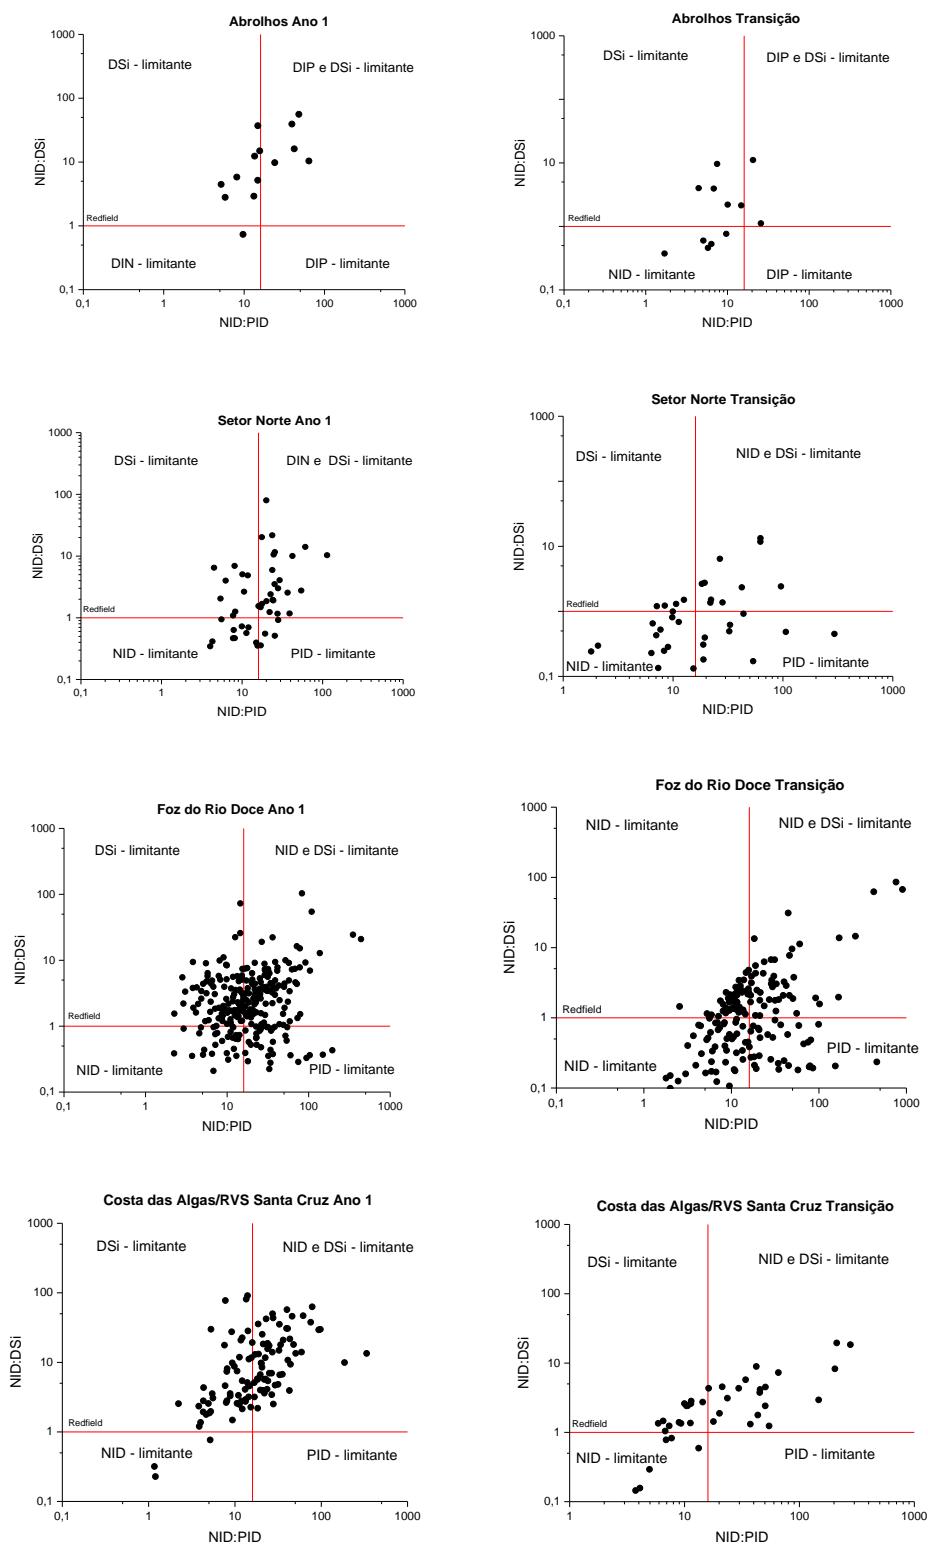 Abrolhos Ano 1
1000
100
10
1
0,1
NID:DSi
DSi - limitante
DIP e DSi - limitante
Redfield
DIN - limitante
DIP - limitante
0,1
1
10
100
1000
NID:PID
Abrolhos Transição
1000
100
10
1
0,1
NID:DSi
DSi - limitante
DIP e DSi - limitante
Redfield
NID - limitante
DIP - limitante
0,1
1
10
100
1000
NID:PID
Setor Norte Ano 1
1000
100
10
1
0,1
NID:DSi
DSi - limitante
DIN e DSi - limitante
Redfield
NID - limitante
PID - limitante
0,1
1
10
100
1000
NID:PID
Setor Norte Transição
1000
10
1
0,1
NID:DSi
DSi - limitante
NID e DSi - limitante
Redfield
NID - limitante
PID - limitante
1
10
100
1000
NID:PID
Foz do Rio Doce Ano 1
1000
100
10
1
0,1
NID:DSi
DSi - limitante
NID e DSi - limitante
Redfield
NID - limitante
PID - limitante
0,1
1
10
100
1000
NID:PID
Foz do Rio Doce Transição
1000
100
10
1
0,1
NID:DSi
NID - limitante
NID e DSi - limitante
Redfield
NID - limitante
PID - limitante
0,1
1
10
100
1000
NID:PID
Costa das Algas/RVS Santa Cruz Ano 1
1000
100
10
1
0,1
NID:DSi
DSi - limitante
NID e DSi - limitante
Redfield
NID - limitante
PID - limitante
0,1
1
10
100
1000
NID:PID
Costa das Algas/RVS Santa Cruz Transição
1000
100
10
1
0,1
NID:DSi
DSi - limitante
NID e DSi - limitante
Redfield
NID - limitante
PID - limitante
1
10
100
1000
NID:PID